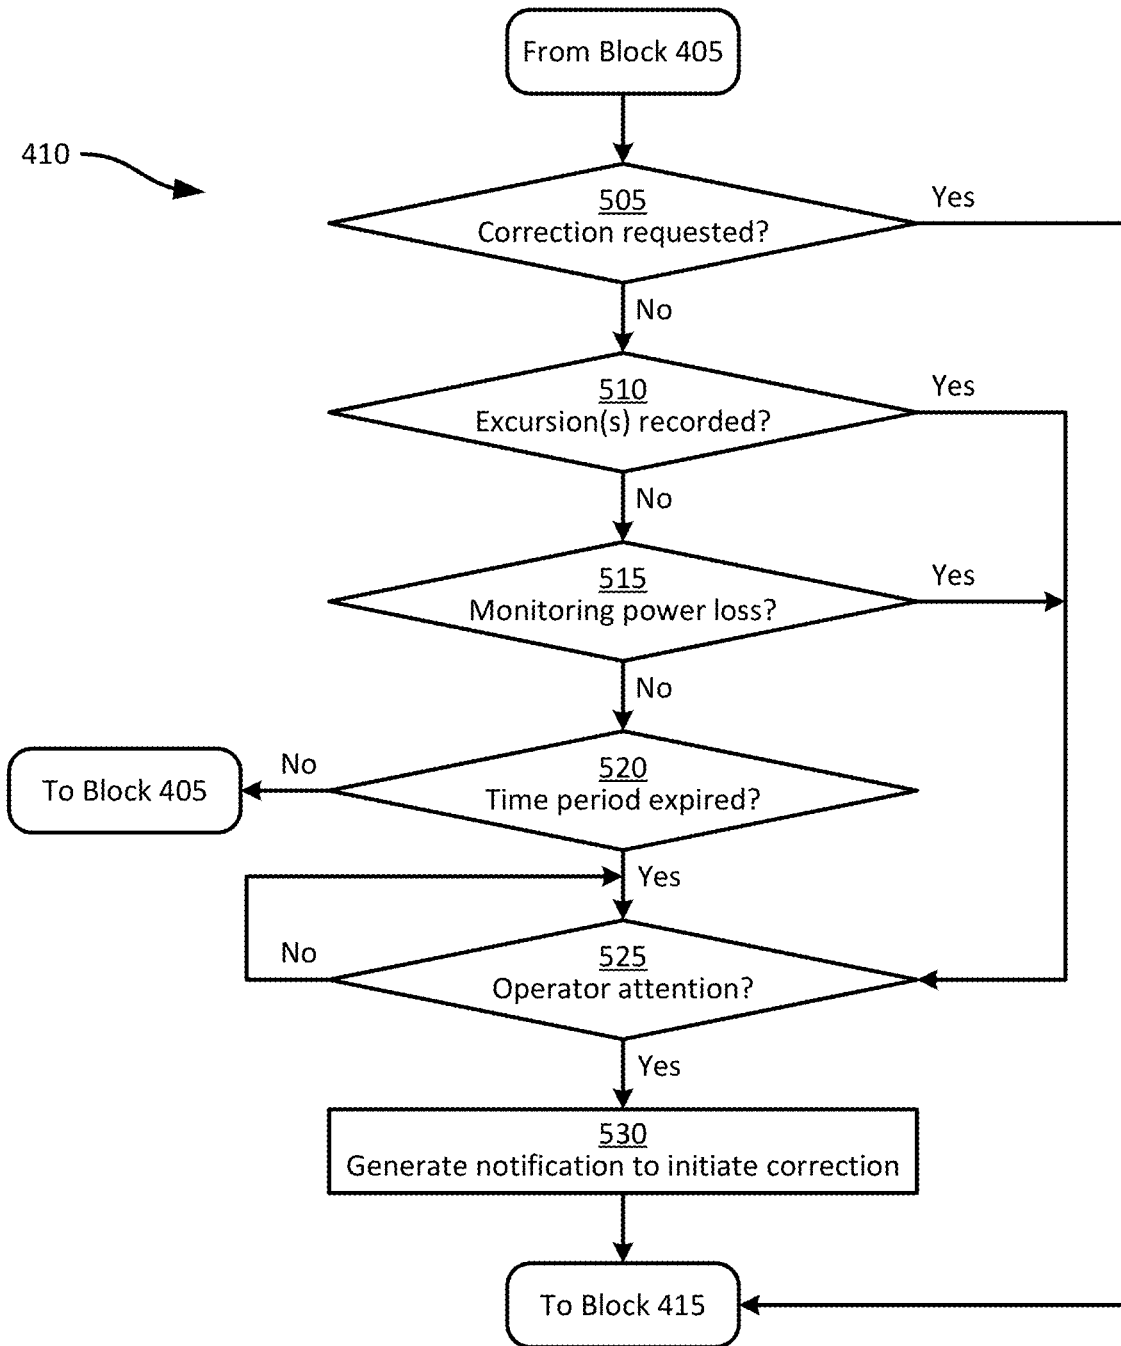 From Block 405
410
505
Yes
Correction requested?
No
510
Yes
Excursion(s) recorded?
No
515
Yes
Monitoring power loss?
No
To Block 405
No
520
Time period expired?
Yes
No
525
Operator attention?
Yes
530
Generate notification to initiate correction
To Block 415